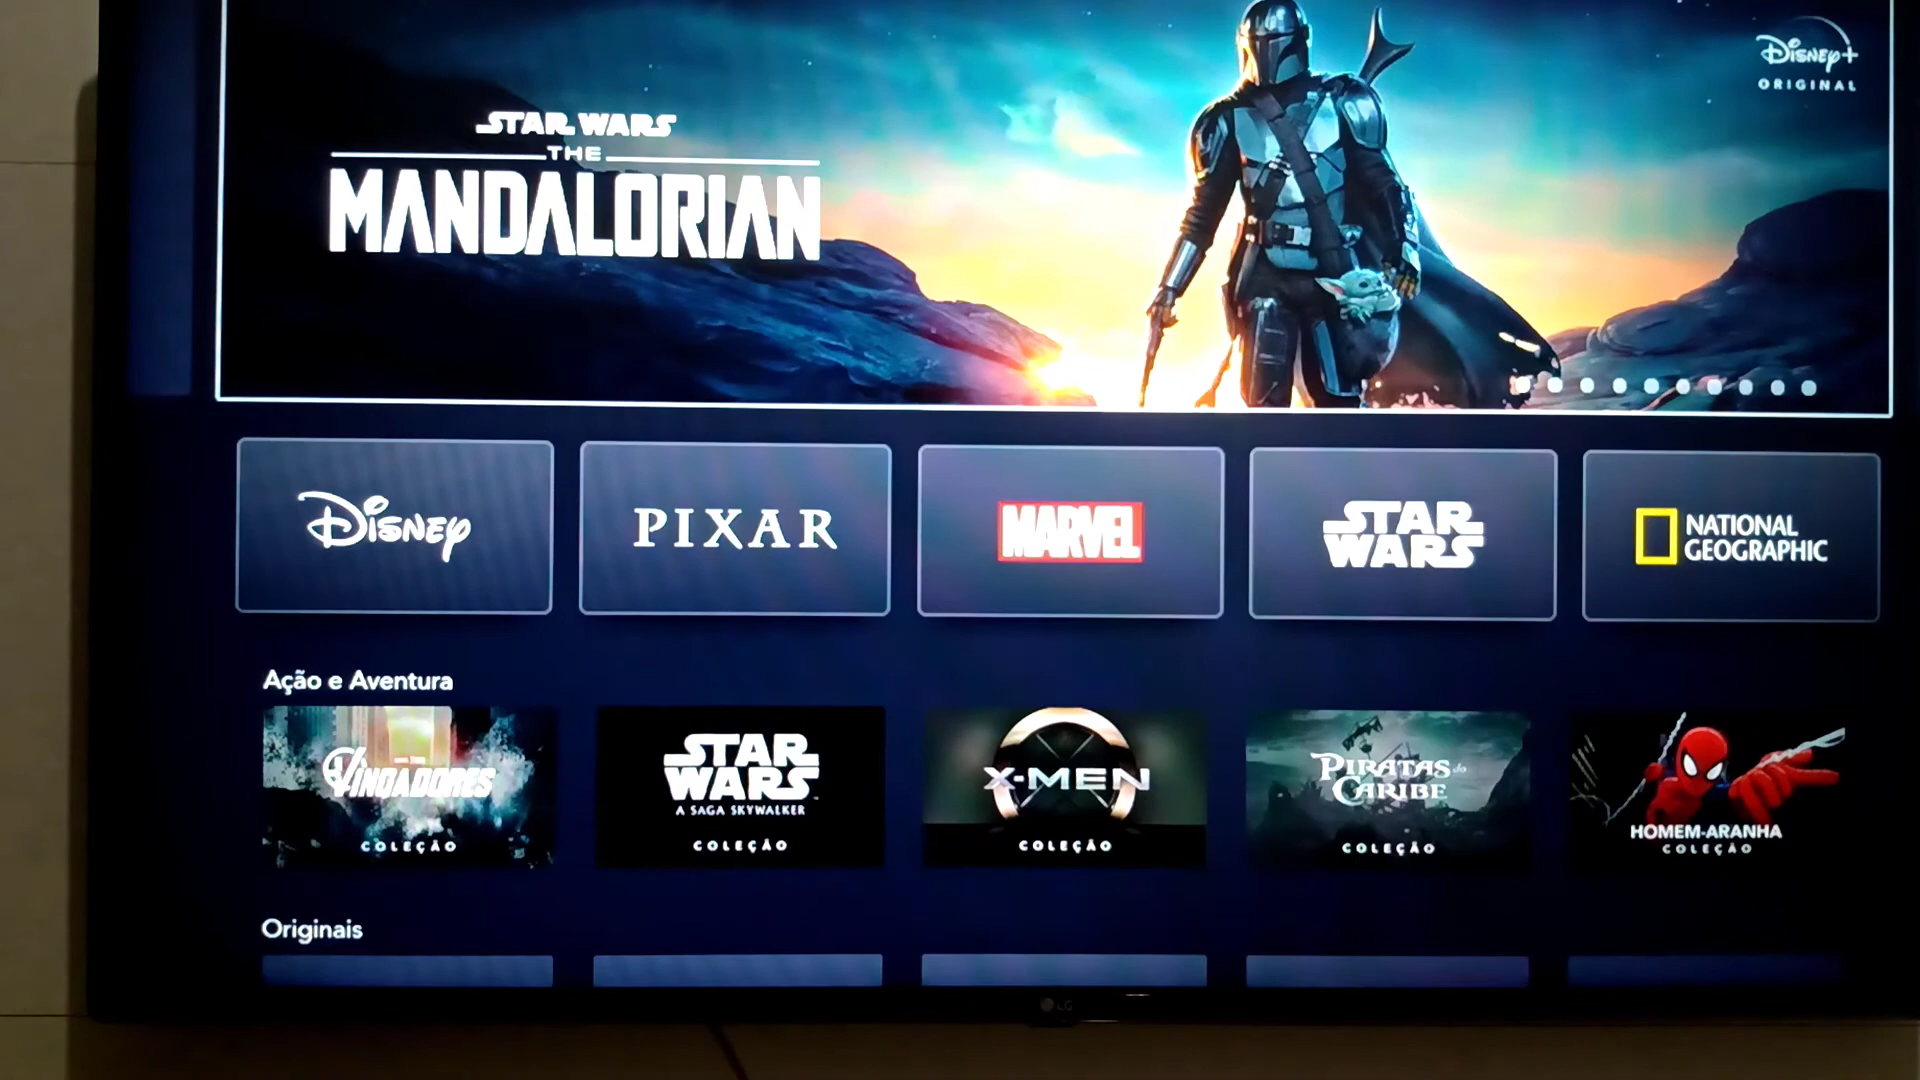 STAR WARS
THE
MANDALORIAN
Disney+
ORIGINAL
Disney
PIXAR
MARVEL
STAR
WARS
NATIONAL
GEOGRAPHIC
Ação e Aventura
VINGADORES
COLEÇÃO
STAR
WARS
A SAGA SKYWALKER
COLEÇÃO
X-MEN
COLEÇÃO
PIRATAS do
CARIBE
COLEÇÃO
HOMEM-ARANHA
COLEÇÃO
Originais
LG